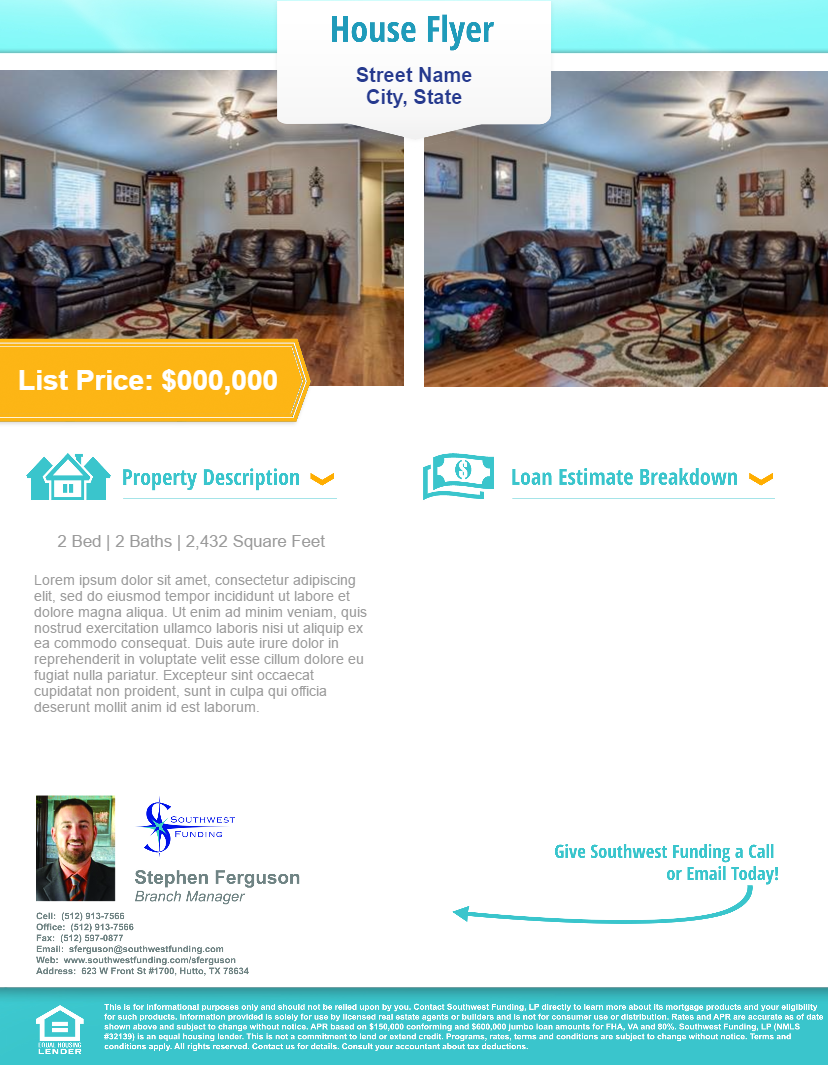 House Flyer
Street Name
City, State
List Price: $000,000
Property Description
2 Bed | 2 Baths | 2,432 Square Feet
Lorem ipsum dolor sit amet, consectetur adipiscing
elit, sed do eiusmod tempor incididunt ut labore et
dolore magna aliqua. Ut enim ad minim veniam, quis
nostrud exercitation ullamco laboris nisi ut aliquip ex
ea commodo consequat. Duis aute irure dolor in
reprehenderit in voluptate velit esse cillum dolore eu
fugiat nulla pariatur. Excepteur sint occaecat
cupidatat non proident, sunt in culpa qui officia
deserunt mollit anim id est laborum.
Loan Estimate Breakdown
Southwest
Funding
Stephen Ferguson
Branch Manager
Cell: (512) 913-7566
Office: (512) 913-7566
Fax: (512) 597-0877
Email: sferguson@southwestfunding.com
Web: www.southwestfunding.com/sferguson
Address: 623 W Front St #1700, Hutto, TX 78634
Give Southwest Funding a Call
or Email Today!
EQUAL HOUSING
LENDER
This is for informational purposes only and should not be relied upon by you. Contact Southwest Funding, LP directly to learn more about its mortgage products and your eligibility
for such products. Information provided is solely for use by licensed real estate agents or builders and is not for consumer use or distribution. Rates and APR are accurate as of date
shown above and subject to change without notice. APR based on $150,000 conforming and $600,000 jumbo loan amounts for FHA, VA and 80%. Southwest Funding, LP (NMLS
#32139) is an equal housing lender. This is not a commitment to lend or extend credit. Programs, rates, terms and conditions are subject to change without notice. Terms and
conditions apply. All rights reserved. Contact us for details. Consult your accountant about tax deductions.